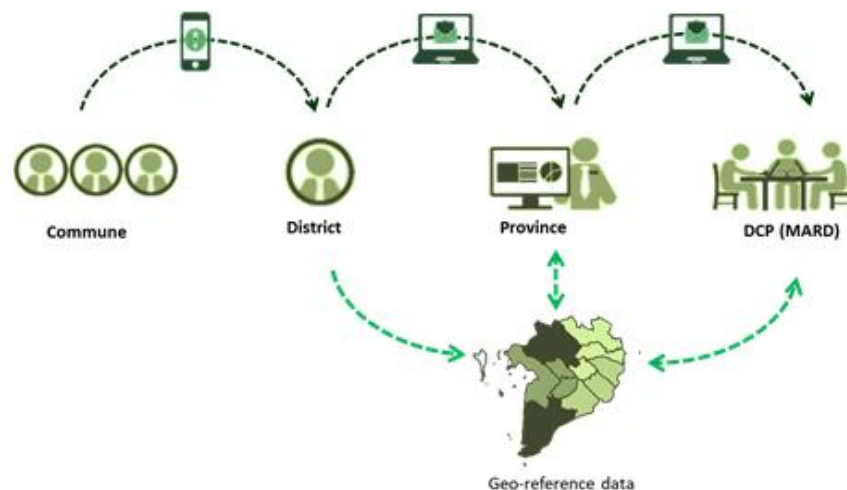 Commune
District
Province
DCP (MARD)
Geo-reference data